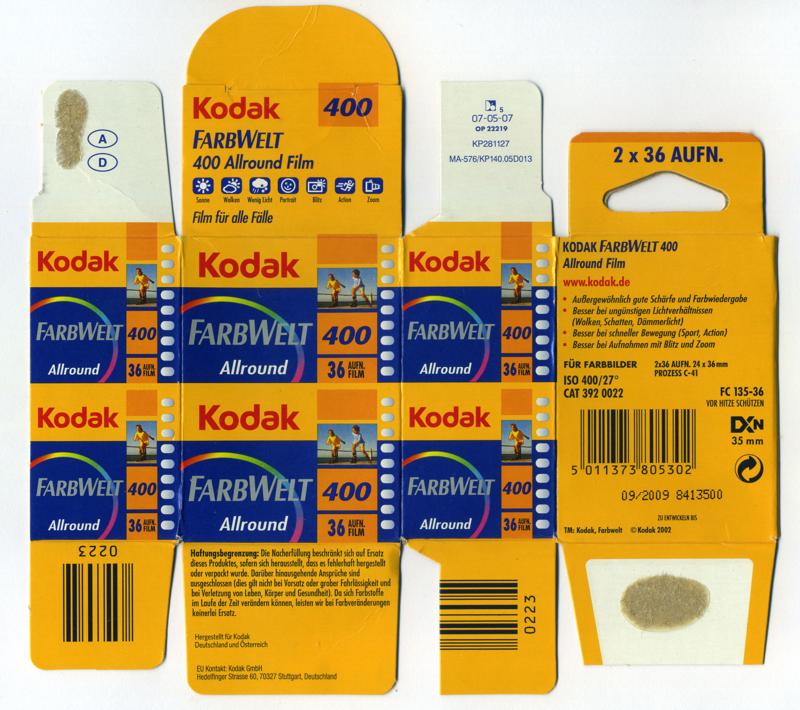 A
D
Kodak 400
FARBWELT
400 Allround Film
Sonne Wolken Wenig Licht Portrait Blitz Action Zoom
Film für alle Fälle
5
07-05-07
OP 22219
KP281127
MA-576/KP140.05D013
2 x 36 AUFN.
Kodak
FARBWELT 400
Allround 36 AUFN. FILM
Kodak
FARBWELT 400
Allround 36 AUFN. FILM
Kodak
FARBWELT 400
Allround 36 AUFN. FILM
Kodak
FARBWELT 400
Allround 36 AUFN. FILM
Kodak
FARBWELT 400
Allround 36 AUFN. FILM
Kodak
FARBWELT 400
Allround 36 AUFN. FILM
KODAK FARBWELT 400
Allround Film
www.kodak.de
• Außergewöhnlich gute Schärfe und Farbwiedergabe
• Besser bei ungünstigen Lichtverhältnissen
(Wolken, Schatten, Dämmerlicht)
• Besser bei schneller Bewegung (Sport, Action)
• Besser bei Aufnahmen mit Blitz und Zoom
FÜR FARBBILDER 2x36 AUFN. 24 x 36 mm
PROZESS C-41
ISO 400/27°
CAT 392 0022
FC 135-36
VOR HITZE SCHÜTZEN
DXN
35 mm
5 011373 805302
09/2009 8413500
ZU ENTWICKELN BIS
TM: Kodak, Farbwelt © Kodak 2002
0223
Haftungsbegrenzung: Die Nacherfüllung beschränkt sich auf Ersatz
dieses Produktes, sofern sich herausstellt, dass es fehlerhaft hergestellt
oder verpackt wurde. Darüber hinausgehende Ansprüche sind
ausgeschlossen (dies gilt nicht bei Vorsatz oder grober Fahrlässigkeit und
bei Verletzung von Leben, Körper und Gesundheit). Da sich Farbstoffe
im Laufe der Zeit verändern können, leisten wir bei Farbveränderungen
keinerlei Ersatz.
Hergestellt für Kodak
Deutschland und Österreich
EU Kontakt: Kodak GmbH
Hedelfinger Strasse 60, 70327 Stuttgart, Deutschland
0223